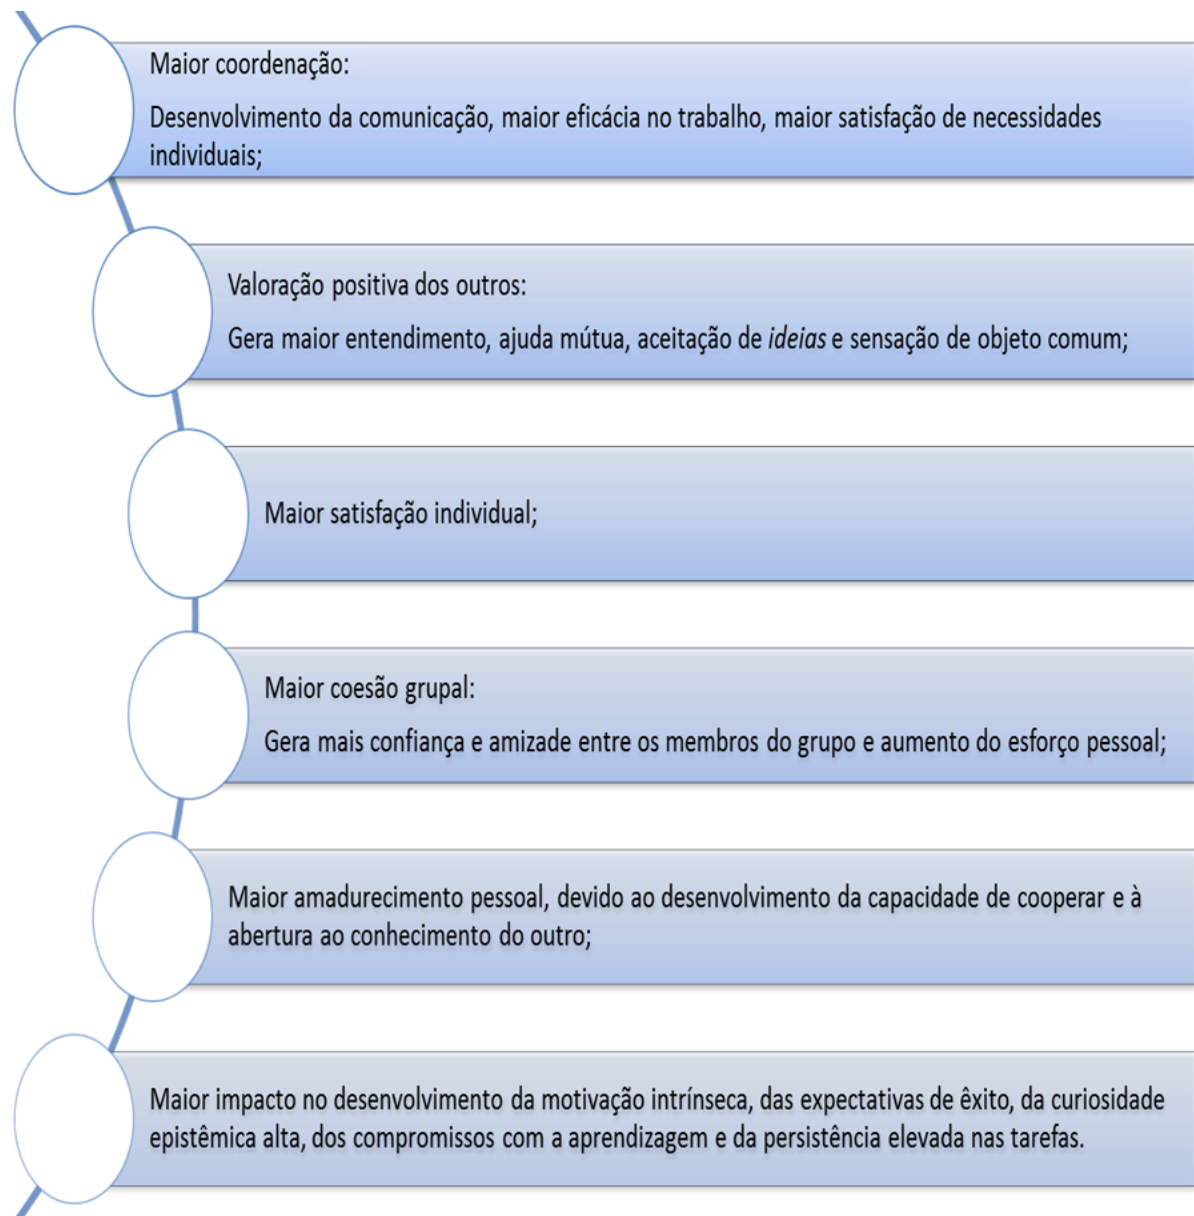 Maior coordenação:
Desenvolvimento da comunicação, maior eficácia no trabalho, maior satisfação de necessidades
individuais;
Valoração positiva dos outros:
Gera maior entendimento, ajuda mútua, aceitação de ideias e sensação de objeto comum;
Maior satisfação individual;
Maior coesão grupal:
Gera mais confiança e amizade entre os membros do grupo e aumento do esforço pessoal;
Maior amadurecimento pessoal, devido ao desenvolvimento da capacidade de cooperar e à
abertura ao conhecimento do outro;
Maior impacto no desenvolvimento da motivação intrínseca, das expectativas de êxito, da curiosidade
epistêmica alta, dos compromissos com a aprendizagem e da persistência elevada nas tarefas.